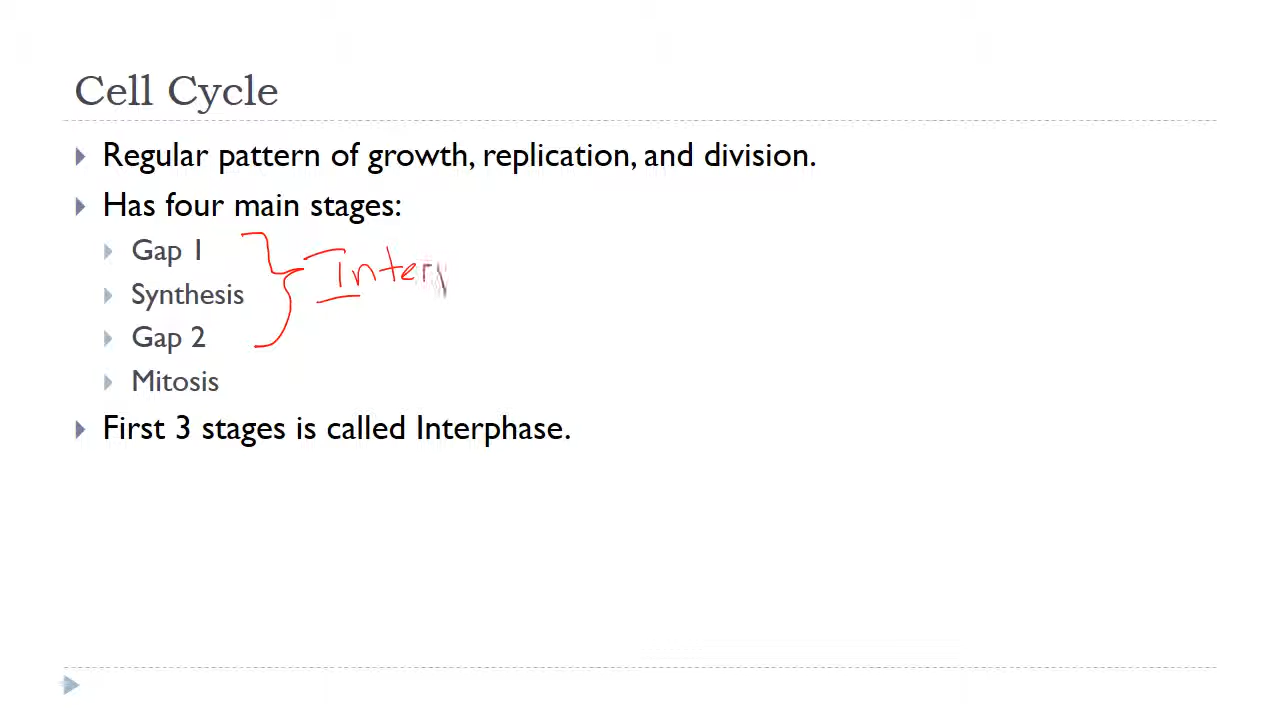 Cell Cycle
Regular pattern of growth, replication, and division.
Has four main stages:
Gap 1
Synthesis
Gap 2
Mitosis
First 3 stages is called Interphase.